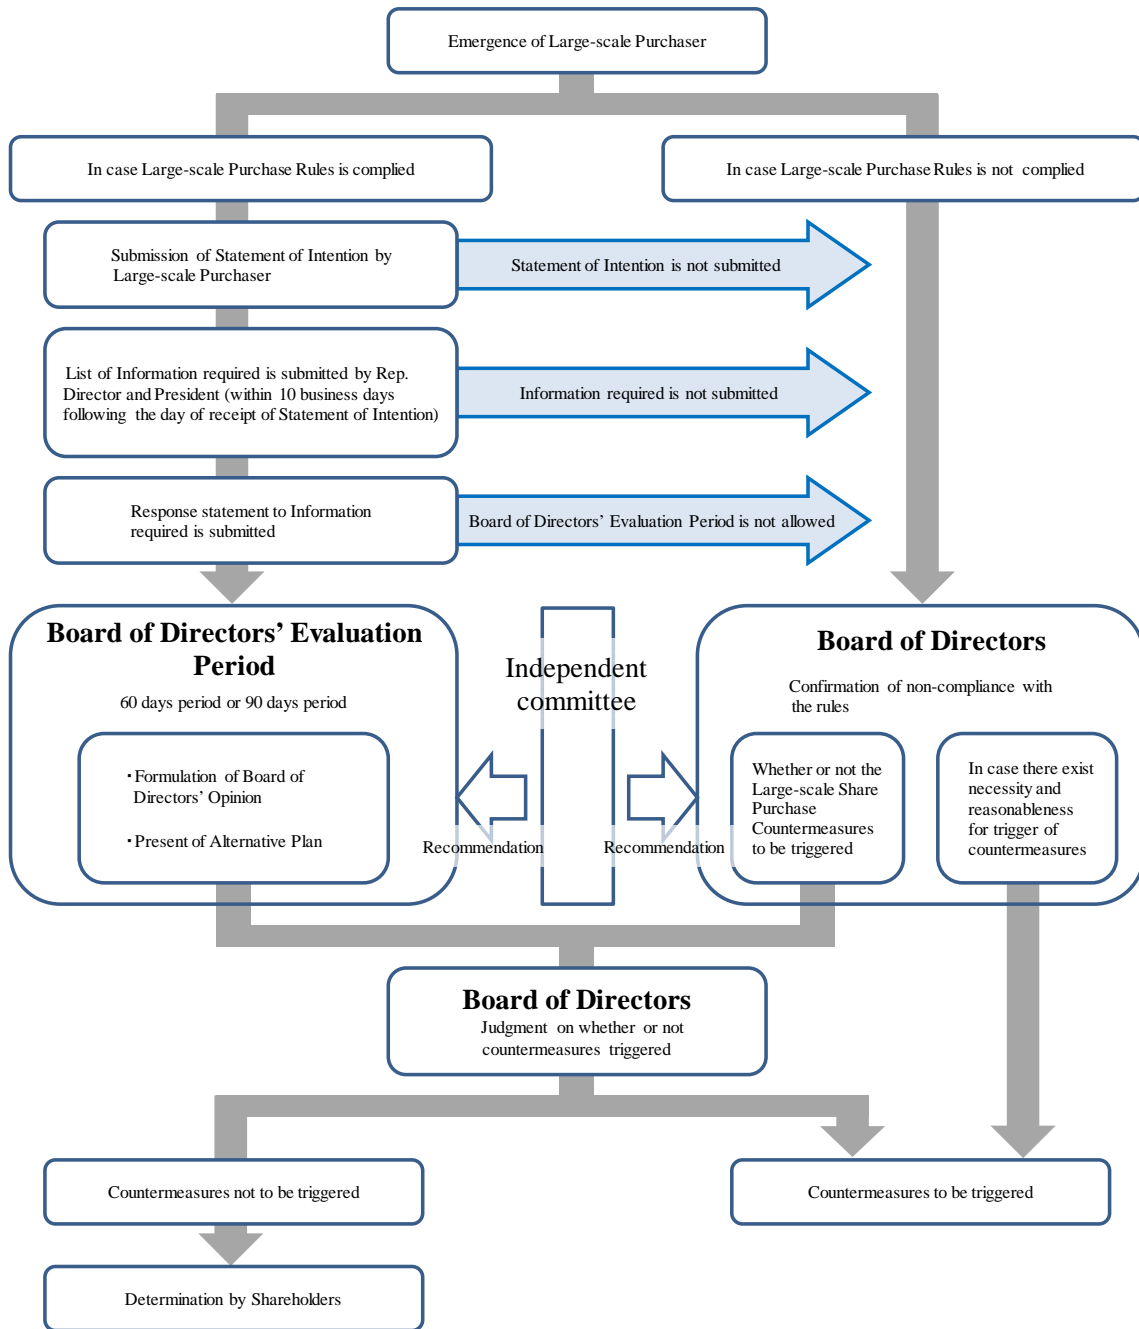 Emergence of Large-scale Purchaser
In case Large-scale Purchase Rules is complied
In case Large-scale Purchase Rules is not complied
Submission of Statement of Intention by
Large-scale Purchaser
Statement of Intention is not submitted
List of Information required is submitted by Rep.
Director and President (within 10 business days
following the day of receipt of Statement of Intention)
Information required is not submitted
Response statement to Information
required is submitted
Board of Directors’ Evaluation Period is not allowed
Board of Directors’ Evaluation
Period
60 days period or 90 days period
・Formulation of Board of
Directors’ Opinion
・Present of Alternative Plan
Independent
committee
Recommendation
Recommendation
Board of Directors
Confirmation of non-compliance with
the rules
Whether or not the
Large-scale Share
Purchase
Countermeasures
to be triggered
In case there exist
necessity and
reasonableness
for trigger of
countermeasures
Board of Directors
Judgment on whether or not
countermeasures triggered
Countermeasures not to be triggered
Countermeasures to be triggered
Determination by Shareholders